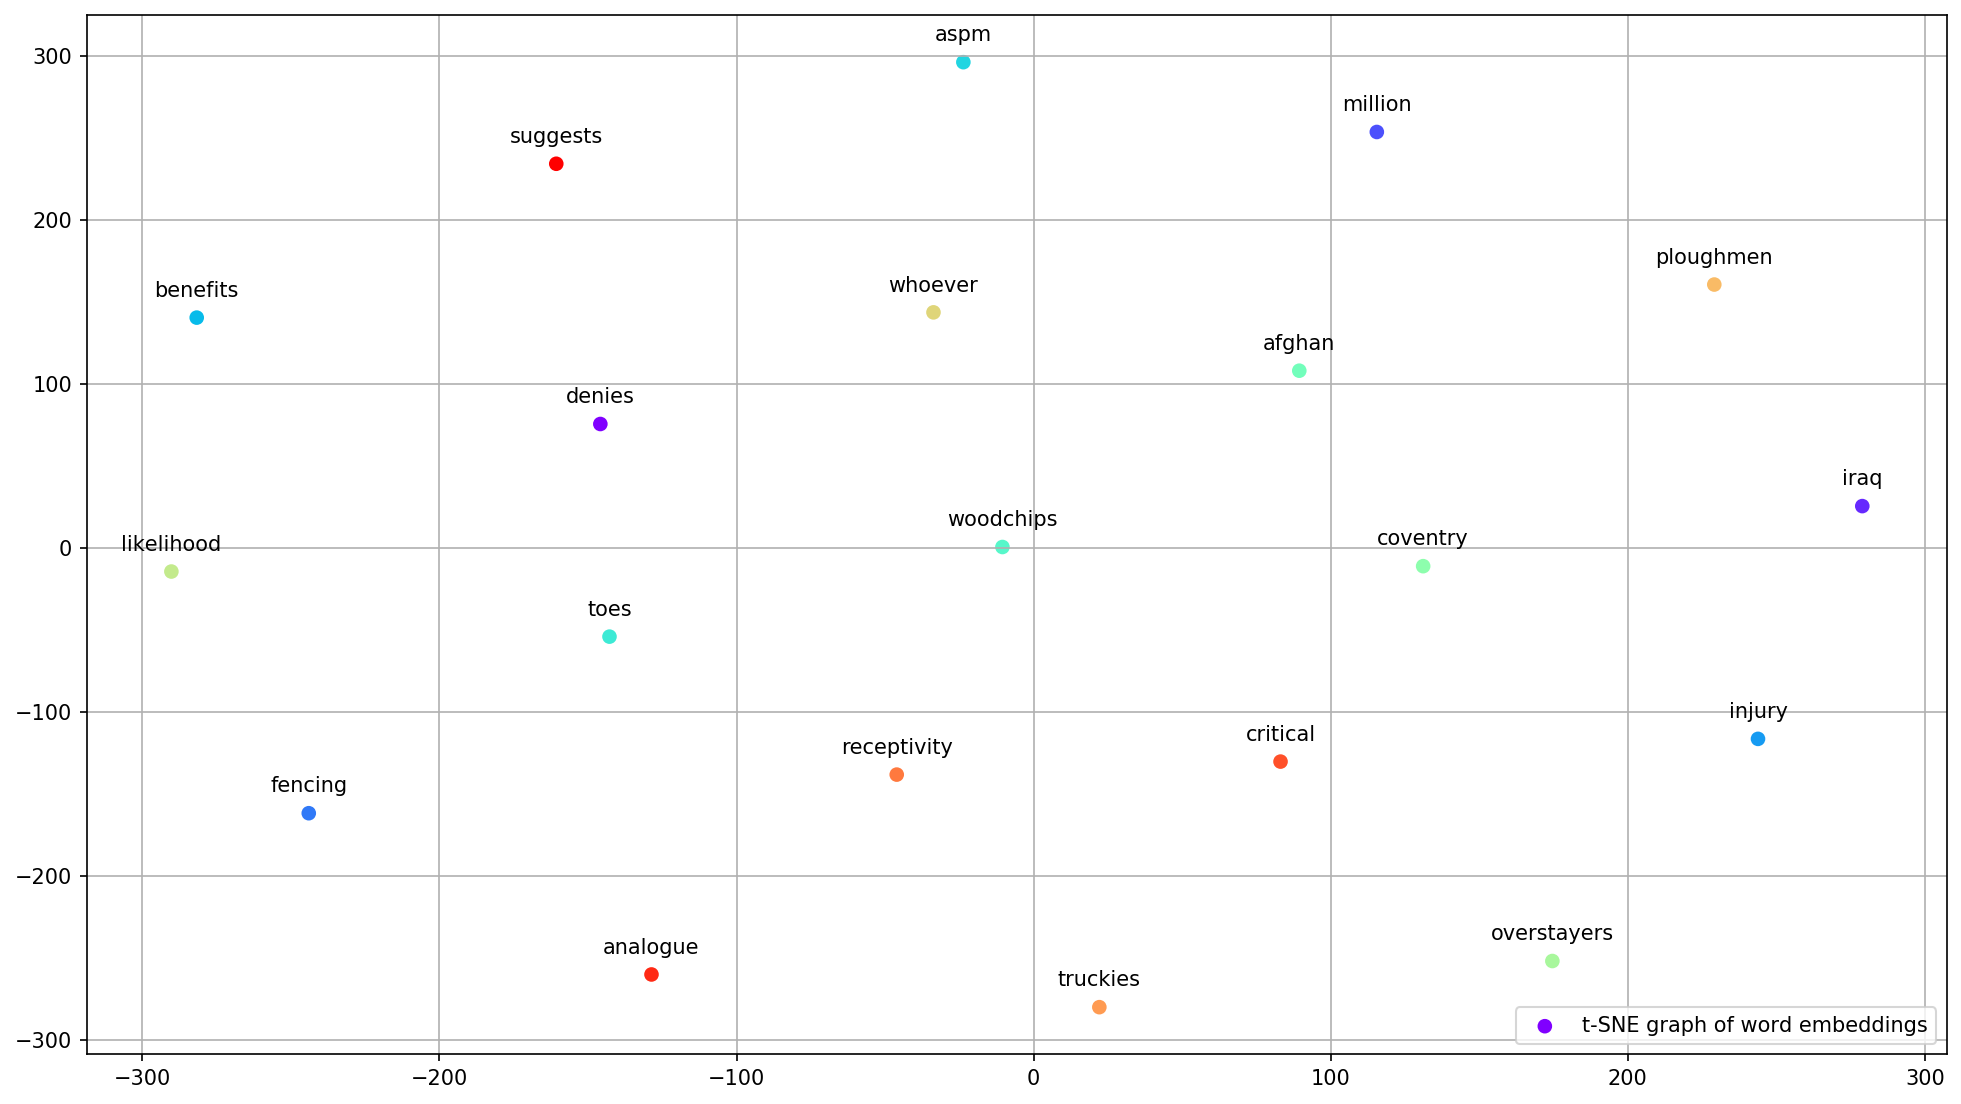 aspm
million
suggests
ploughmen
whoever
benefits
afghan
denies
iraq
woodchips
coventry
likelihood
toes
injury
critical
receptivity
fencing
overstayers
analogue
truckies
t-SNE graph of word embeddings
300
200
100
0
−100
−200
−300
−300 −200 −100 0 100 200 300